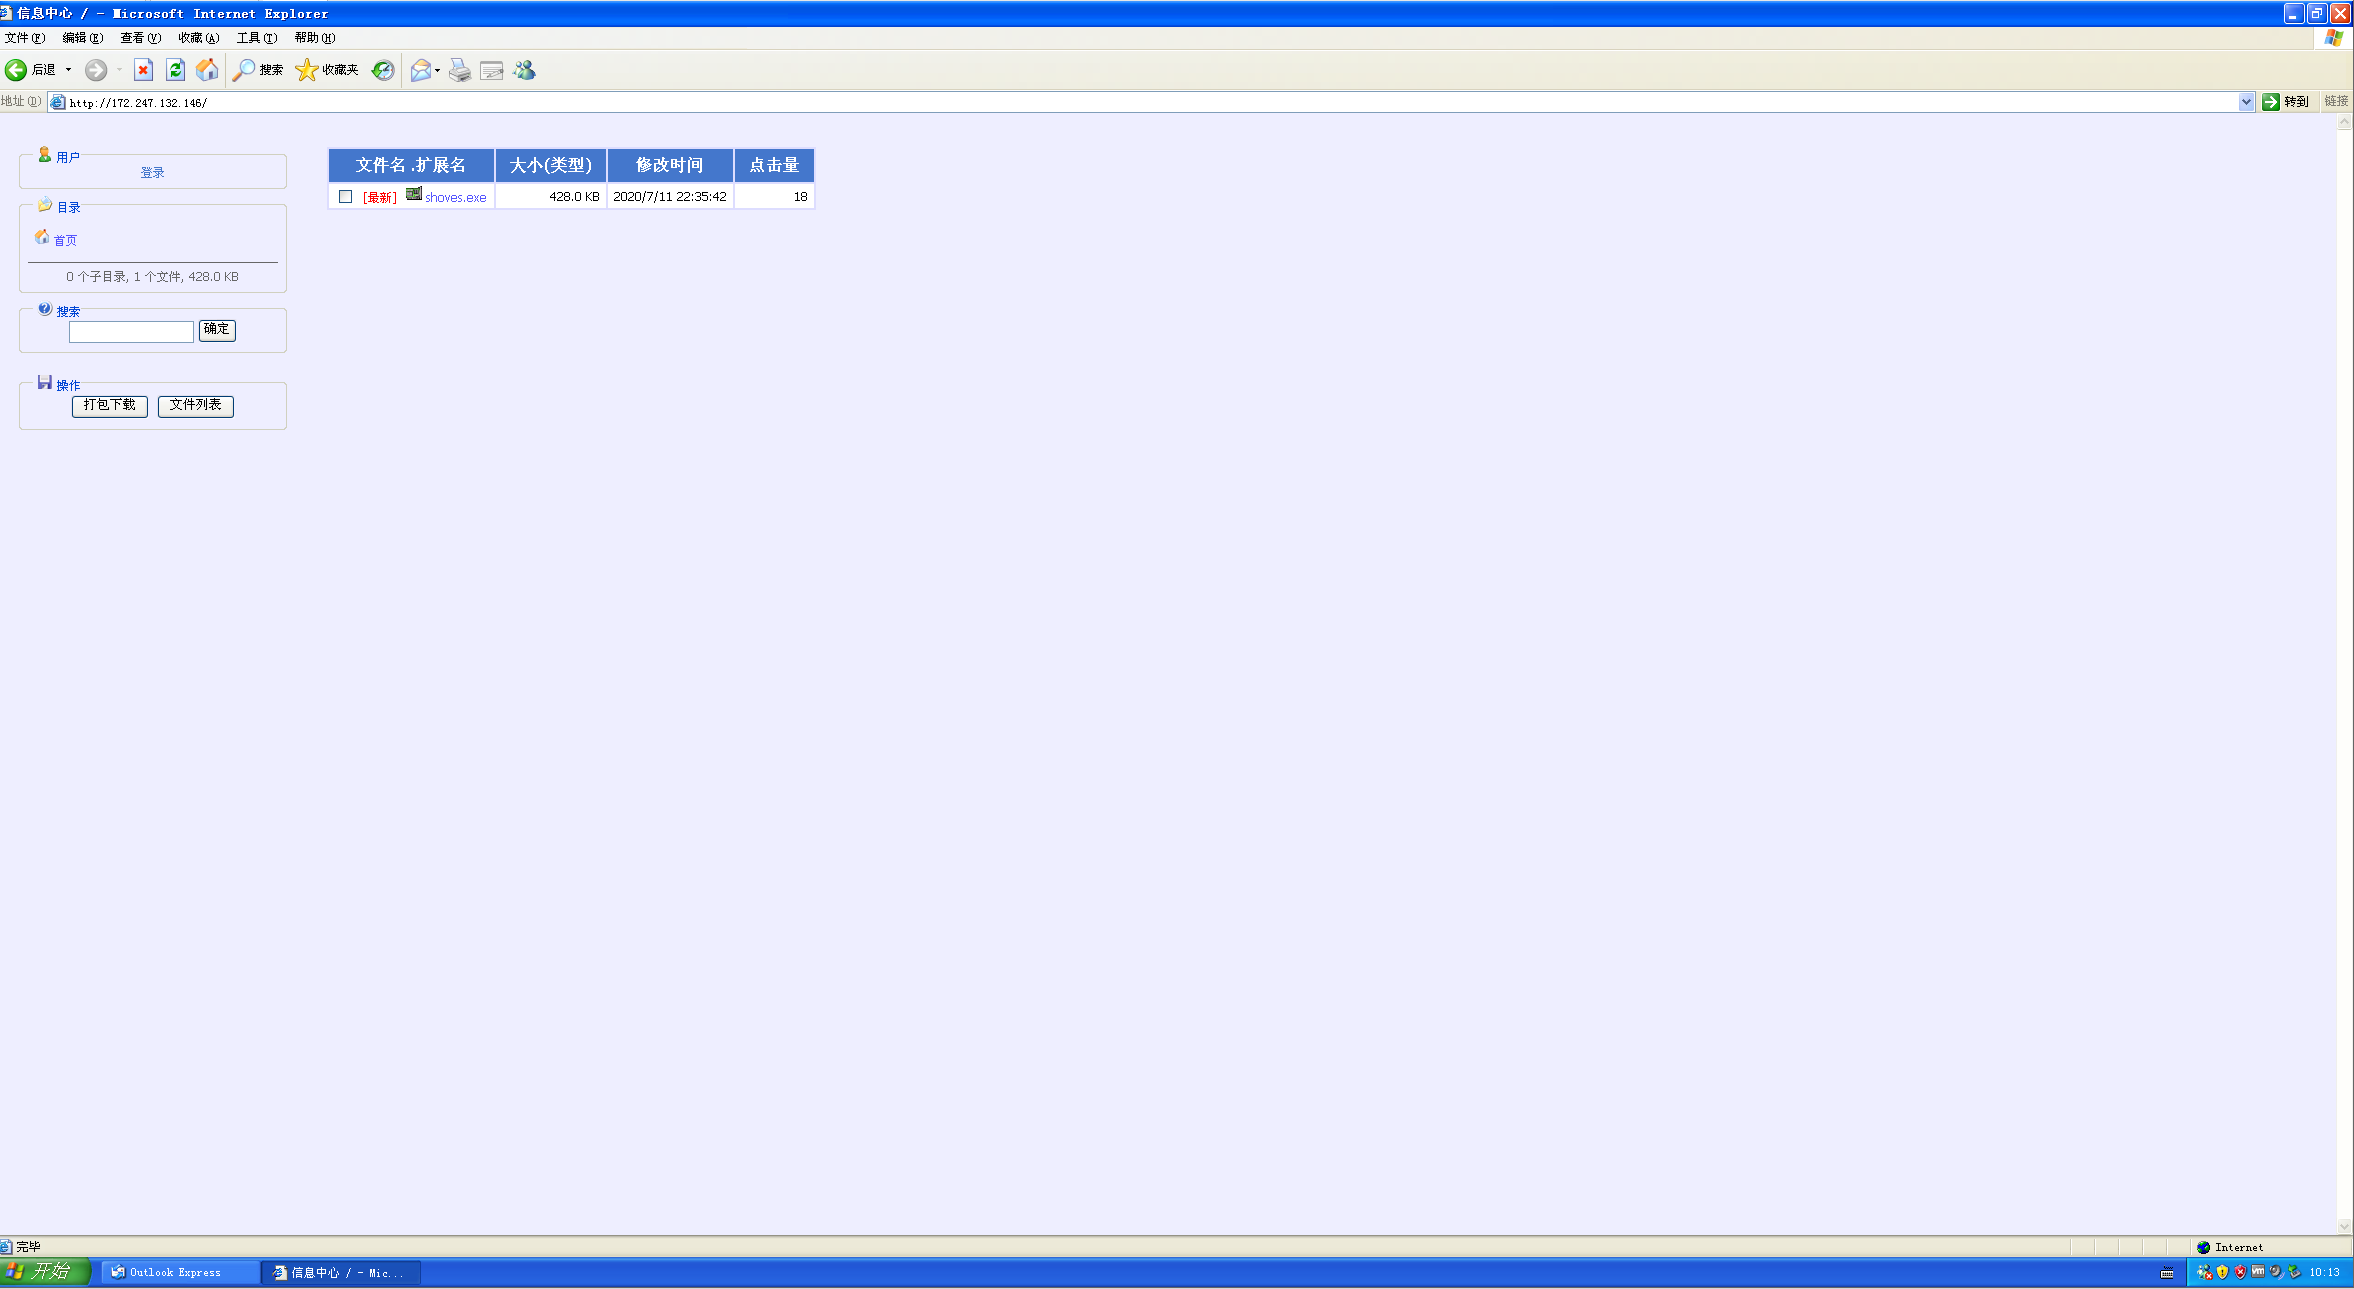 信息中心 / - Microsoft Internet Explorer
文件(F) 编辑(E) 查看(V) 收藏(A) 工具(T) 帮助(H)
后退 搜索 收藏夹
地址(D) http://172.247.132.146/ 转到 链接
用户
登录
目录
首页
0 个子目录, 1 个文件, 428.0 KB
搜索
确定
操作
打包下载 文件列表
文件名 .扩展名 大小(类型) 修改时间 点击量
[最新] shoves.exe 428.0 KB 2020/7/11 22:35:42 18
完毕 Internet
开始 Outlook Express 信息中心 / - Mic... vm 10:13